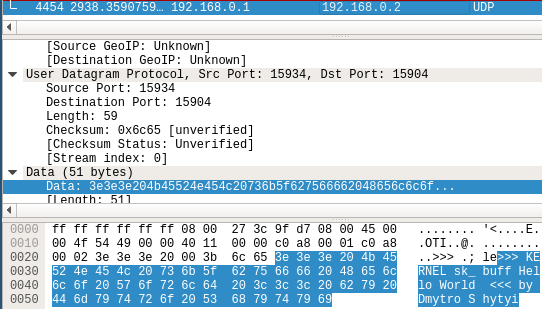 4454 2938.3590759… 192.168.0.1 192.168.0.2 UDP
[Source GeoIP: Unknown]
[Destination GeoIP: Unknown]
User Datagram Protocol, Src Port: 15934, Dst Port: 15904
Source Port: 15934
Destination Port: 15904
Length: 59
Checksum: 0x6c65 [unverified]
[Checksum Status: Unverified]
[Stream index: 0]
Data (51 bytes)
Data: 3e3e3e204b45524e454c20736b5f627566662048656c6c6f…
[Length: 51]
0000 ff ff ff ff ff ff 08 00 27 3c 9f d7 08 00 45 00 ........ '<....E.
0010 00 4f 54 49 00 00 40 11 00 00 c0 a8 00 01 c0 a8 .OTI..@. ........
0020 00 02 3e 3e 3e 20 00 3b 6c 65 3e 3e 3e 20 4b 45 ..>>> .; le>>> KE
0030 52 4e 45 4c 20 73 6b 5f 62 75 66 66 20 48 65 6c RNEL sk_ buff Hel
0040 6c 6f 20 57 6f 72 6c 64 20 3c 3c 3c 20 62 79 20 lo World <<< by
0050 44 6d 79 74 72 6f 20 53 68 79 74 79 69 Dmytro S hytyi